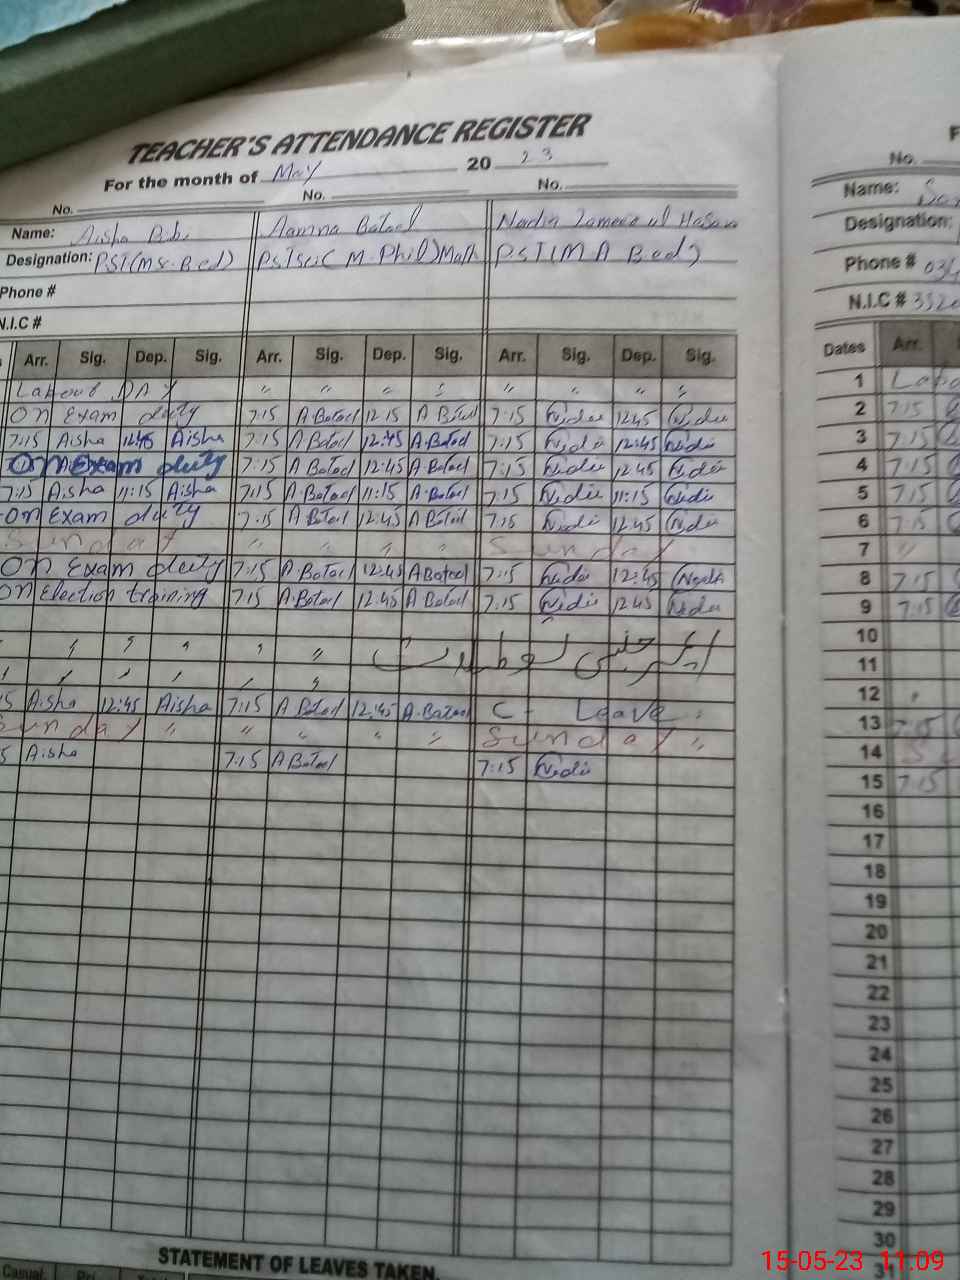 TEACHER'S ATTENDANCE REGISTER
For the month of May 20 23
No. No. No.
Name: Aisha Bibi Aamna Batool Nadia
Designation: PST (M Sc. B ed) PST Sci ( M. Phil) Math PST (M A B.ed)
Phone #
N.I.C #
Arr. Sig. Dep. Sig. Arr. Sig. Dep. Sig. Arr. Sig. Dep. Sig.
Labour DAY " " " " " " " "
On Exam duty 7:15 A.Batool 12:15 A Batool 7:15 Nadia 12:45 Nadia
7:15 Aisha 12:45 Aisha 7:15 A Batool 12:45 A.Batool 7:15 Nadia 12:45 Nadia
On Exam duty 7:15 A Batool 12:45 A Batool 7:15 Nadia 12 45 Nadia
7:15 Aisha 11:15 Aisha 7:15 A Batool 11:15 A.Batool 7:15 Nadia 11:15 Nadia
On Exam duty 7:15 A Batool 12:45 A Batool 7:15 Nadia 12:45 Nadia
Sunday " " " " Sunday
On Exam duty 7:15 A Batool 12:45 A Batool 7:15 Nadia 12:45 Nadia
On Election training 7:15 A.Batool 12:45 A Batool 7:15 Nadia 12:45 Nadia
" " " " "
" " " " "
Aisha 12:45 Aisha 7:15 A Batool 12:45 A.Batool C - Leave
Sunday " " " " " " Sunday "
Aisha 7:15 A Batool 7:15 Nadia
STATEMENT OF LEAVES TAKEN.
Casual
No.
Name:
Designation:
Phone #
N.I.C #
Dates Arr.
1
2 7:15
3 7:15
4 7:15
5 7:15
6 7:15
7 "
8 7:15
9 7:15
10
11
12 "
13 7:15
14
15 7:15
16
17
18
19
20
21
22
23
24
25
26
27
28
29
30
15-05-23 11:09